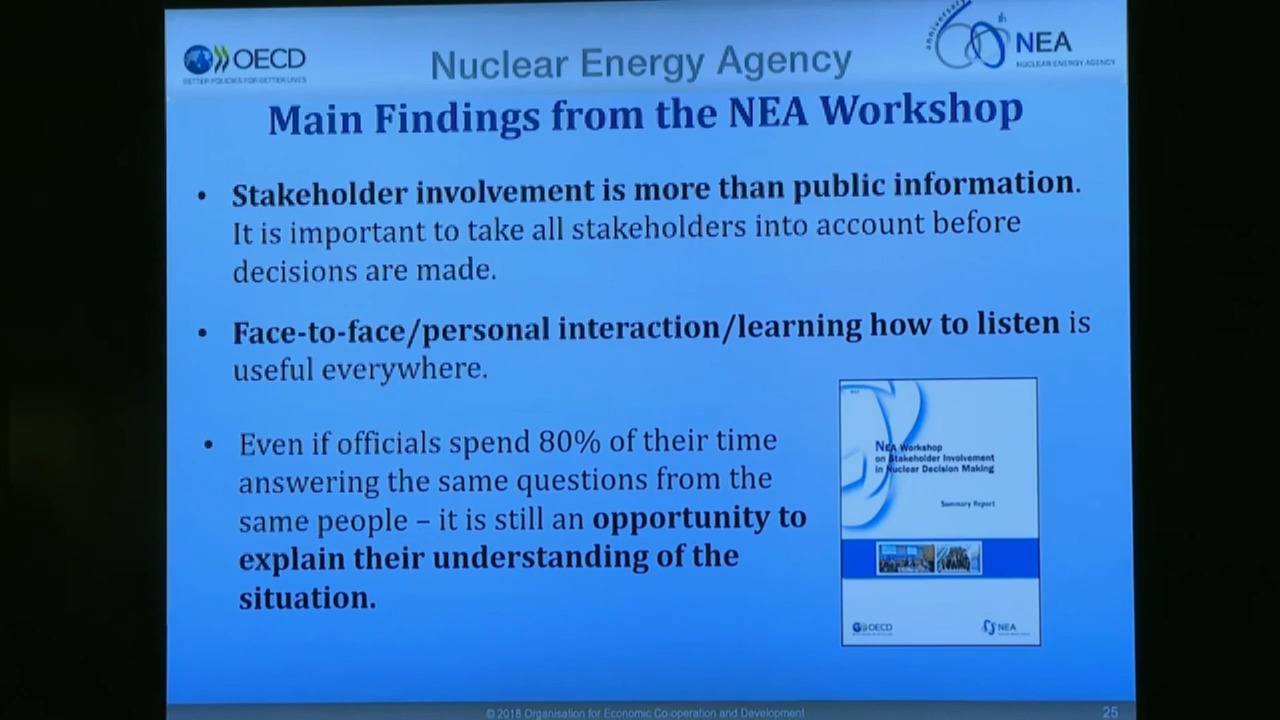 OECD
BETTER POLICIES FOR BETTER LIVES
Nuclear Energy Agency
anniversary
60th
NEA
NUCLEAR ENERGY AGENCY
Main Findings from the NEA Workshop
• Stakeholder involvement is more than public information.
It is important to take all stakeholders into account before
decisions are made.
• Face-to-face/personal interaction/learning how to listen is
useful everywhere.
• Even if officials spend 80% of their time
answering the same questions from the
same people – it is still an opportunity to
explain their understanding of the
situation.
NEA Workshop
on Stakeholder Involvement
in Nuclear Decision Making
Summary Report
OECD
NEA
© 2018 Organisation for Economic Co-operation and Development
25